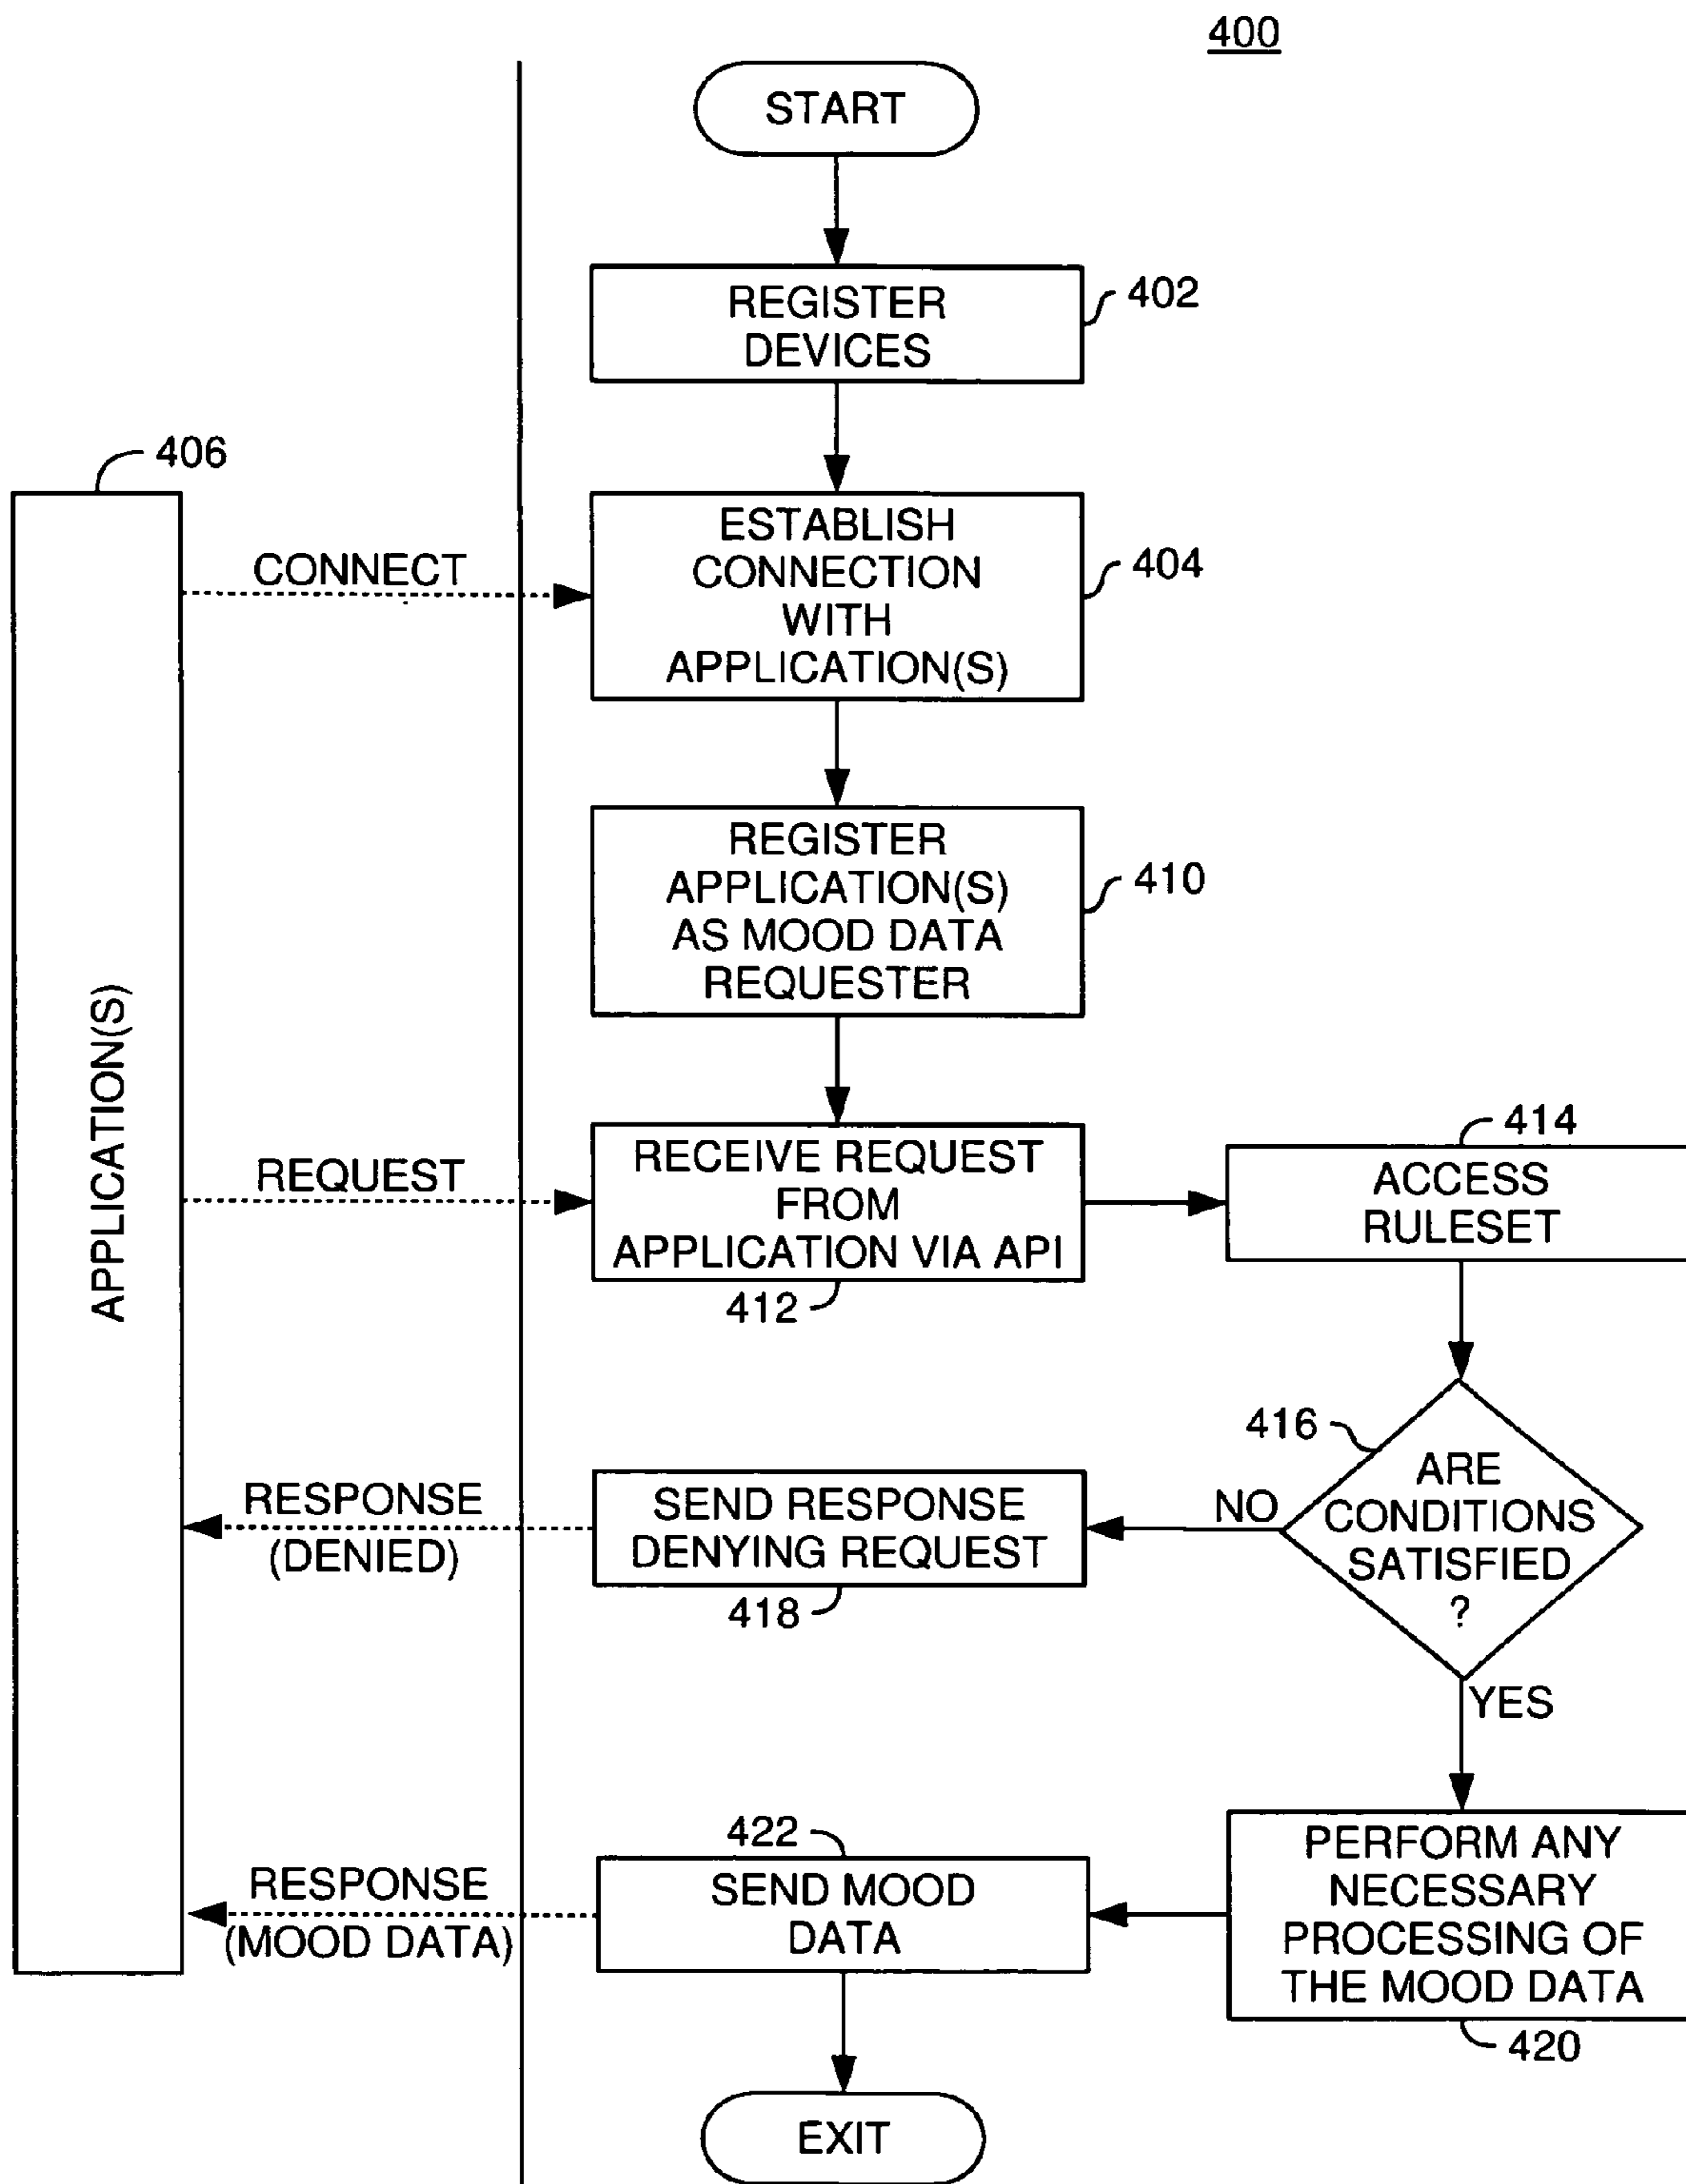 400
START
REGISTER
DEVICES
402
406
CONNECT
ESTABLISH
CONNECTION
WITH
APPLICATION(S)
404
REGISTER
APPLICATION(S)
AS MOOD DATA
REQUESTER
410
APPLICATION(S)
REQUEST
RECEIVE REQUEST
FROM
APPLICATION VIA API
412
414
ACCESS
RULESET
416
ARE
CONDITIONS
SATISFIED
?
NO
SEND RESPONSE
DENYING REQUEST
418
RESPONSE
(DENIED)
YES
PERFORM ANY
NECESSARY
PROCESSING OF
THE MOOD DATA
420
422
SEND MOOD
DATA
RESPONSE
(MOOD DATA)
EXIT